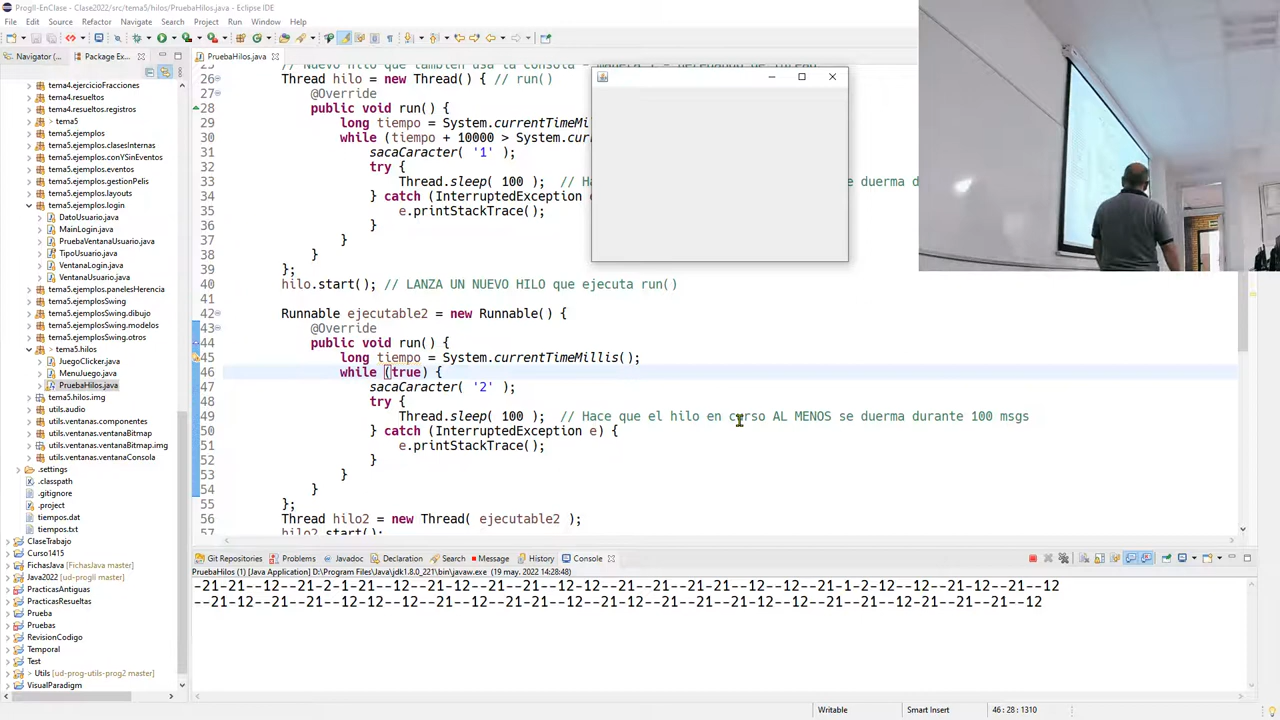 ProgII-EnClase - Clase2022/src/tema5/hilos/PruebaHilos.java - Eclipse IDE
File Edit Source Refactor Navigate Search Project Run Window Help
Navigator (... Package Ex...
PruebaHilos.java
tema4.ejercicioFracciones
tema4.resueltos
tema4.resueltos.registros
> tema5
tema5.ejemplos
tema5.ejemplos.clasesInternas
tema5.ejemplos.conYSinEventos
tema5.ejemplos.eventos
tema5.ejemplos.gestionPelis
tema5.ejemplos.layouts
tema5.ejemplos.login
DatoUsuario.java
MainLogin.java
PruebaVentanaUsuario.java
TipoUsuario.java
VentanaLogin.java
VentanaUsuario.java
tema5.ejemplos.panelesHerencia
tema5.ejemplosSwing
tema5.ejemplosSwing.dibujo
tema5.ejemplosSwing.modelos
tema5.ejemplosSwing.otros
> tema5.hilos
JuegoClicker.java
MenuJuego.java
PruebaHilos.java
tema5.hilos.img
utils.audio
utils.ventanas.componentes
utils.ventanas.ventanaBitmap
utils.ventanas.ventanaBitmap.img
utils.ventanas.ventanaConsola
.settings
.classpath
.gitignore
.project
tiempos.dat
tiempos.txt
ClaseTrabajo
Curso1415
FichasJava [FichasJava master]
Java2022 [ud-progII master]
PracticasAntiguas
PracticasResueltas
Prueba
Pruebas
RevisionCodigo
Temporal
Test
> Utils [ud-prog-utils-prog2 master]
VisualParadigm
26 Thread hilo = new Thread() { // run()
27 @Override
28 public void run() {
29 long tiempo = System.currentTimeMil
30 while (tiempo + 10000 > System.cur
31 sacaCaracter( '1' );
32 try {
33 Thread.sleep( 100 ); // Ha e duerma d
34 } catch (InterruptedException e
35 e.printStackTrace();
36 }
37 }
38 }
39 };
40 hilo.start(); // LANZA UN NUEVO HILO que ejecuta run()
41
42 Runnable ejecutable2 = new Runnable() {
43 @Override
44 public void run() {
45 long tiempo = System.currentTimeMillis();
46 while (true) {
47 sacaCaracter( '2' );
48 try {
49 Thread.sleep( 100 ); // Hace que el hilo en curso AL MENOS se duerma durante 100 msgs
50 } catch (InterruptedException e) {
51 e.printStackTrace();
52 }
53 }
54 }
55 };
56 Thread hilo2 = new Thread( ejecutable2 );
57 hilo2.start();
Git Repositories Problems Javadoc Declaration Search Message History Console
PruebaHilos (1) [Java Application] D:\Program Files\Java\jdk1.8.0_221\bin\javaw.exe (19 may. 2022 14:28:48)
-21-21--12--21--21-2-1-21--21--12--21--21--12--21--21--12-12--12--21--21--21--12--12--21-1-2-12--12--21-12--21--12
--21-12--21--21--12-12--12--21--21-12--21-21-12--12--21--21--21-12--12--21--21-12--12--21--12-21--21--21--12
Writable Smart Insert 46 : 28 : 1310